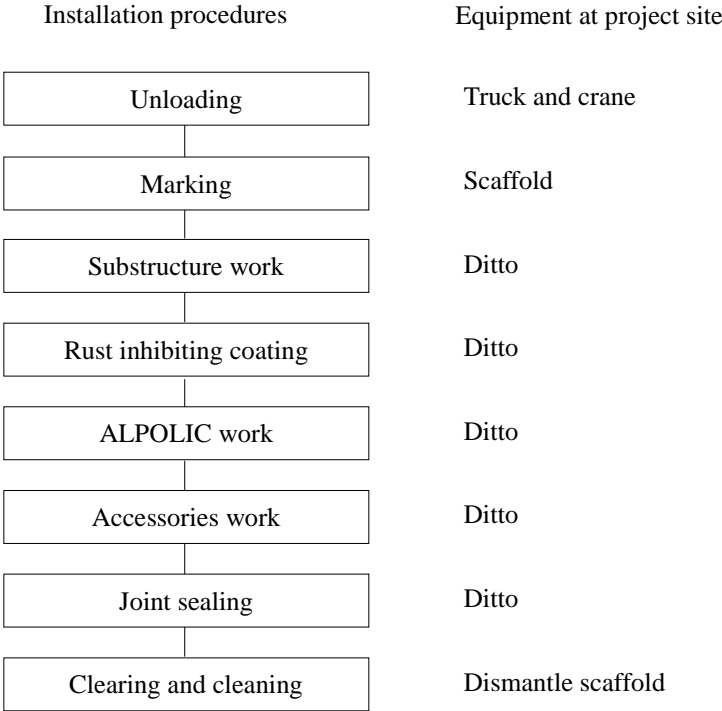 Installation procedures Equipment at project site
Unloading Truck and crane
Marking Scaffold
Substructure work Ditto
Rust inhibiting coating Ditto
ALPOLIC work Ditto
Accessories work Ditto
Joint sealing Ditto
Clearing and cleaning Dismantle scaffold